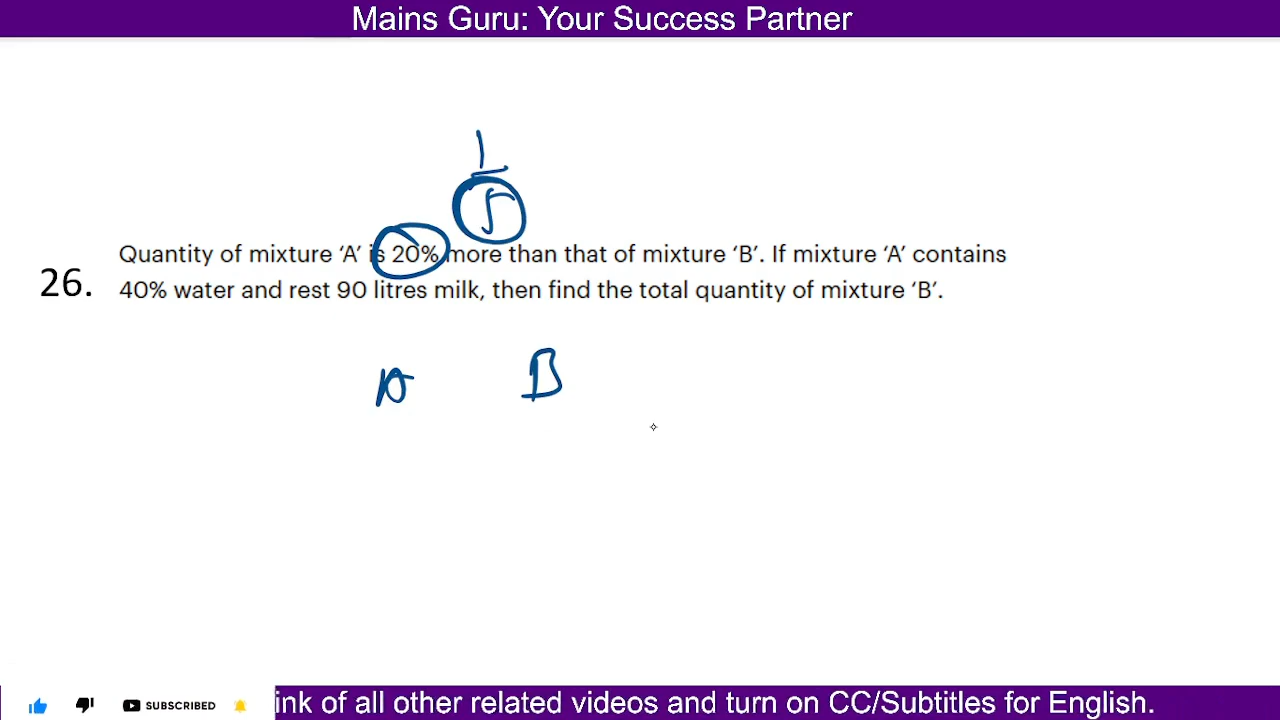 Mains Guru: Your Success Partner
1
5
Quantity of mixture ‘A’ is 20% more than that of mixture ‘B’. If mixture ‘A’ contains
26.
40% water and rest 90 litres milk, then find the total quantity of mixture ‘B’.
A B
SUBSCRIBED
ink of all other related videos and turn on CC/Subtitles for English.